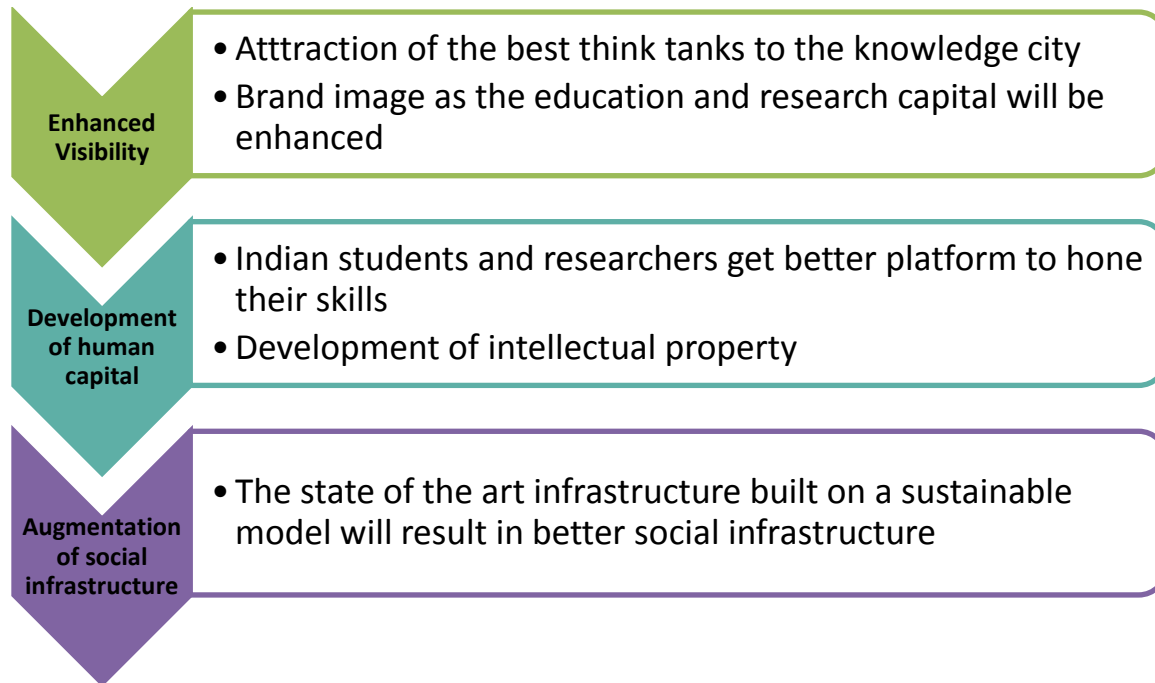 Enhanced
Visibility
• Atttraction of the best think tanks to the knowledge city
• Brand image as the education and research capital will be
enhanced
Development
of human
capital
• Indian students and researchers get better platform to hone
their skills
• Development of intellectual property
Augmentation
of social
infrastructure
• The state of the art infrastructure built on a sustainable
model will result in better social infrastructure